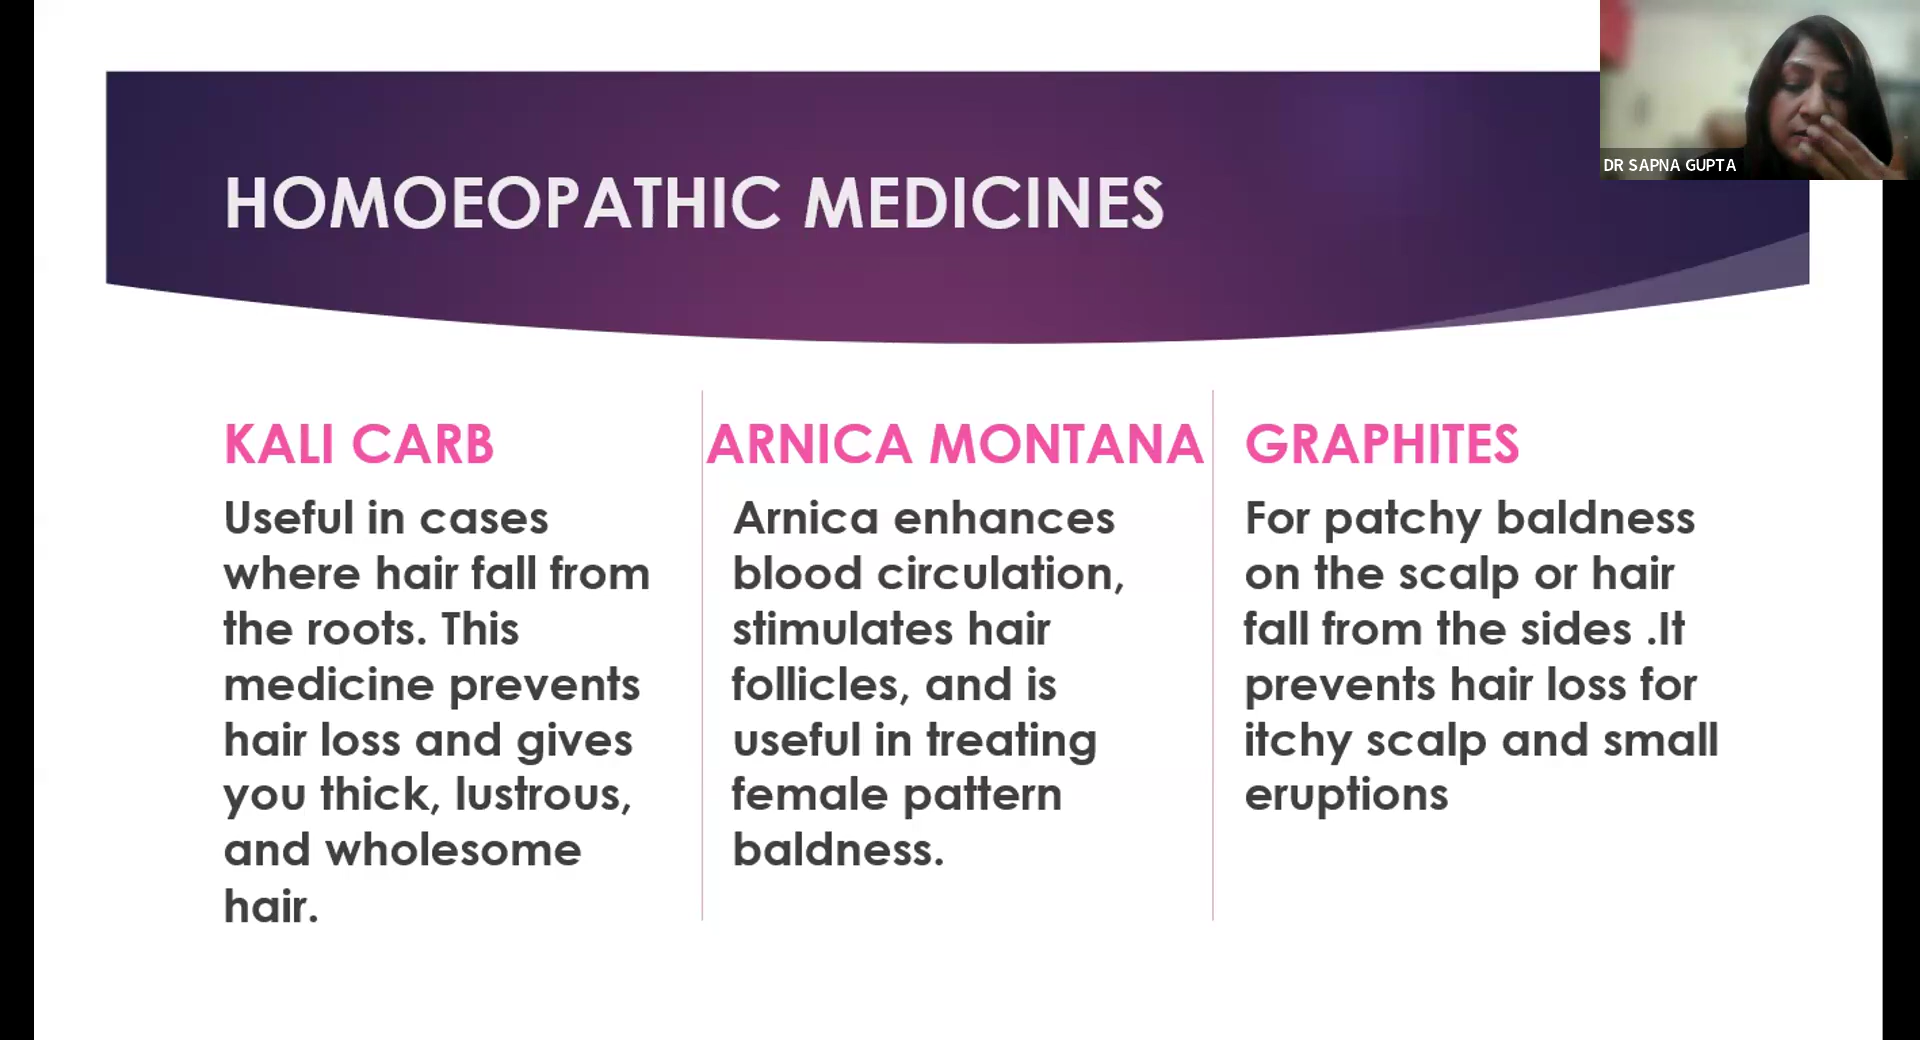 DR SAPNA GUPTA
HOMOEOPATHIC MEDICINES
KALI CARB
Useful in cases
where hair fall from
the roots. This
medicine prevents
hair loss and gives
you thick, lustrous,
and wholesome
hair.
ARNICA MONTANA
Arnica enhances
blood circulation,
stimulates hair
follicles, and is
useful in treating
female pattern
baldness.
GRAPHITES
For patchy baldness
on the scalp or hair
fall from the sides .It
prevents hair loss for
itchy scalp and small
eruptions